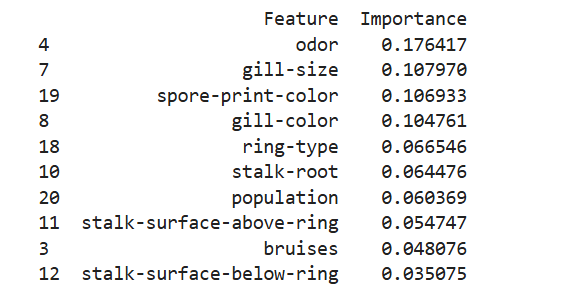 Feature Importance
4 odor 0.176417
7 gill-size 0.107970
19 spore-print-color 0.106933
8 gill-color 0.104761
18 ring-type 0.066546
10 stalk-root 0.064476
20 population 0.060369
11 stalk-surface-above-ring 0.054747
3 bruises 0.048076
12 stalk-surface-below-ring 0.035075